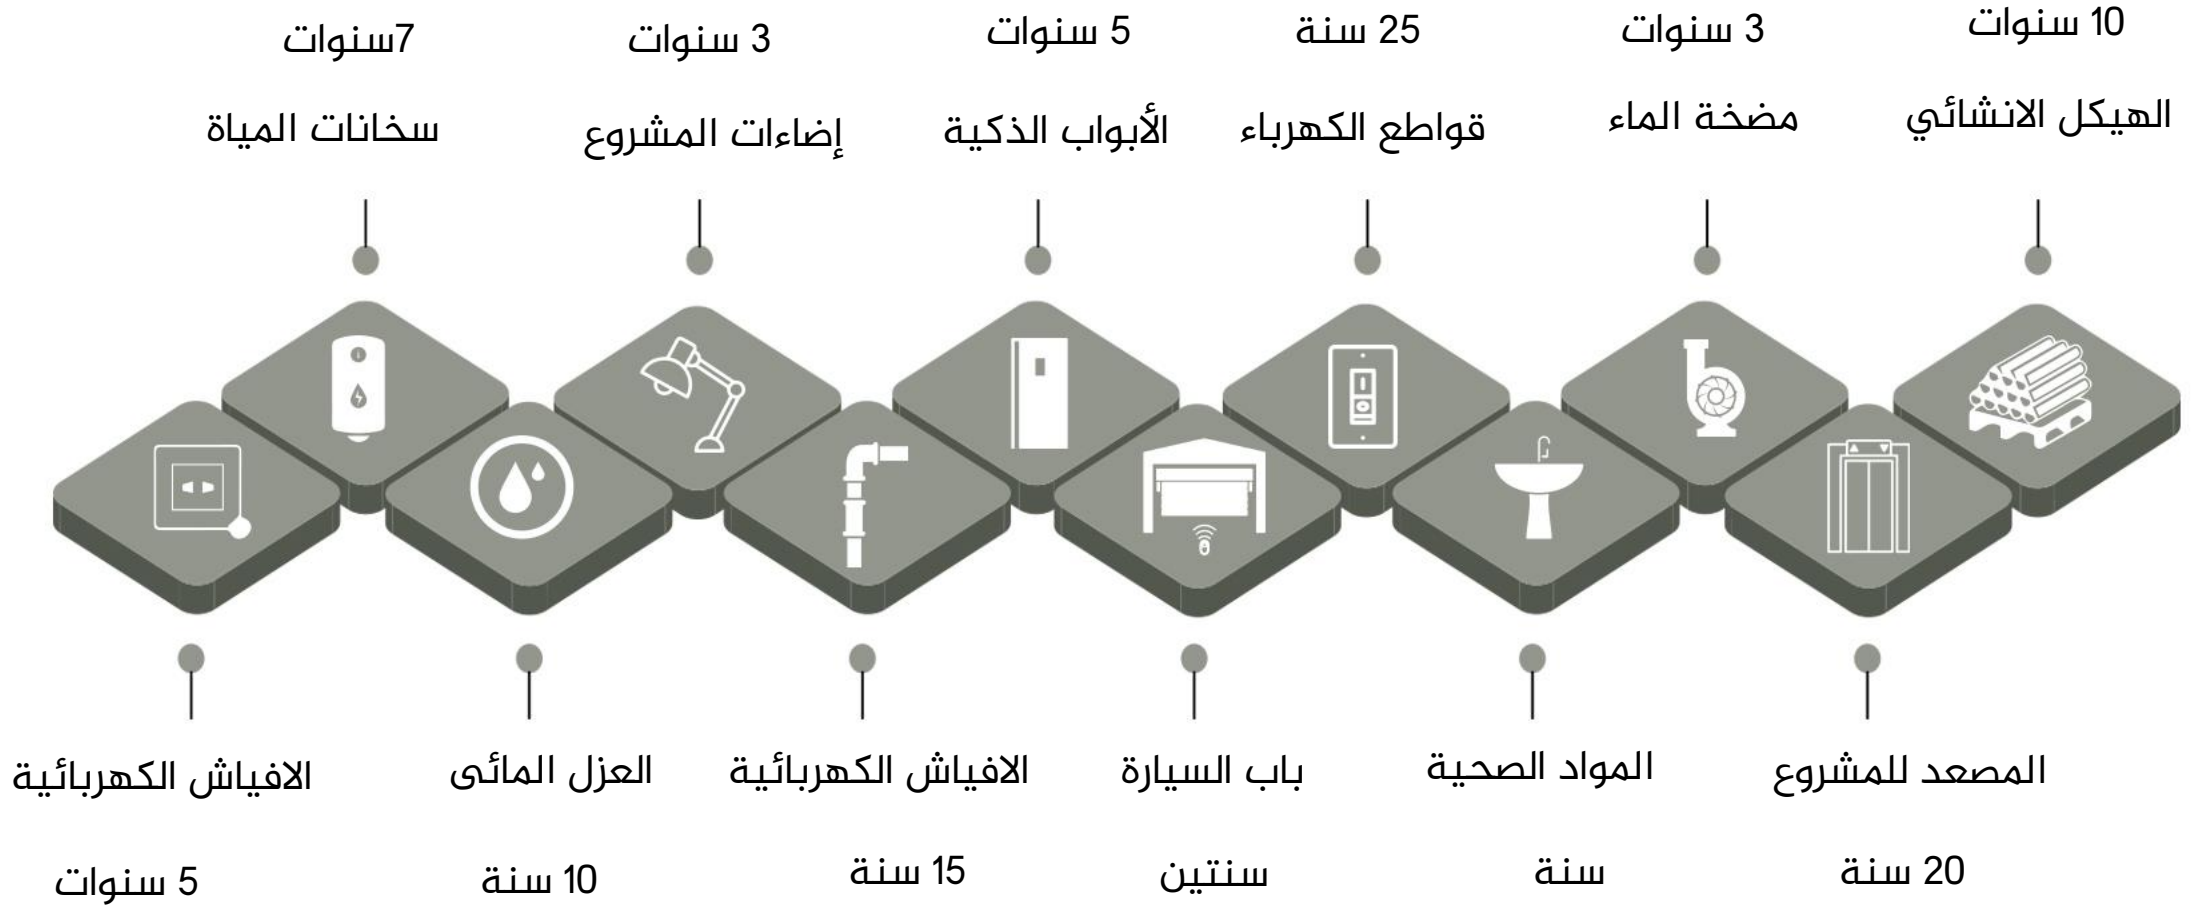 10 سنوات
الهيكل الانشائي
3 سنوات
مضخة الماء
25 سنة
قواطع الكهرباء
5 سنوات
الأبواب الذكية
3 سنوات
إضاءات المشروع
7سنوات
سخانات المياة
المصعد للمشروع
20 سنة
المواد الصحية
سنة
باب السيارة
سنتين
الافياش الكهربائية
15 سنة
العزل المائى
10 سنة
الافياش الكهربائية
5 سنوات